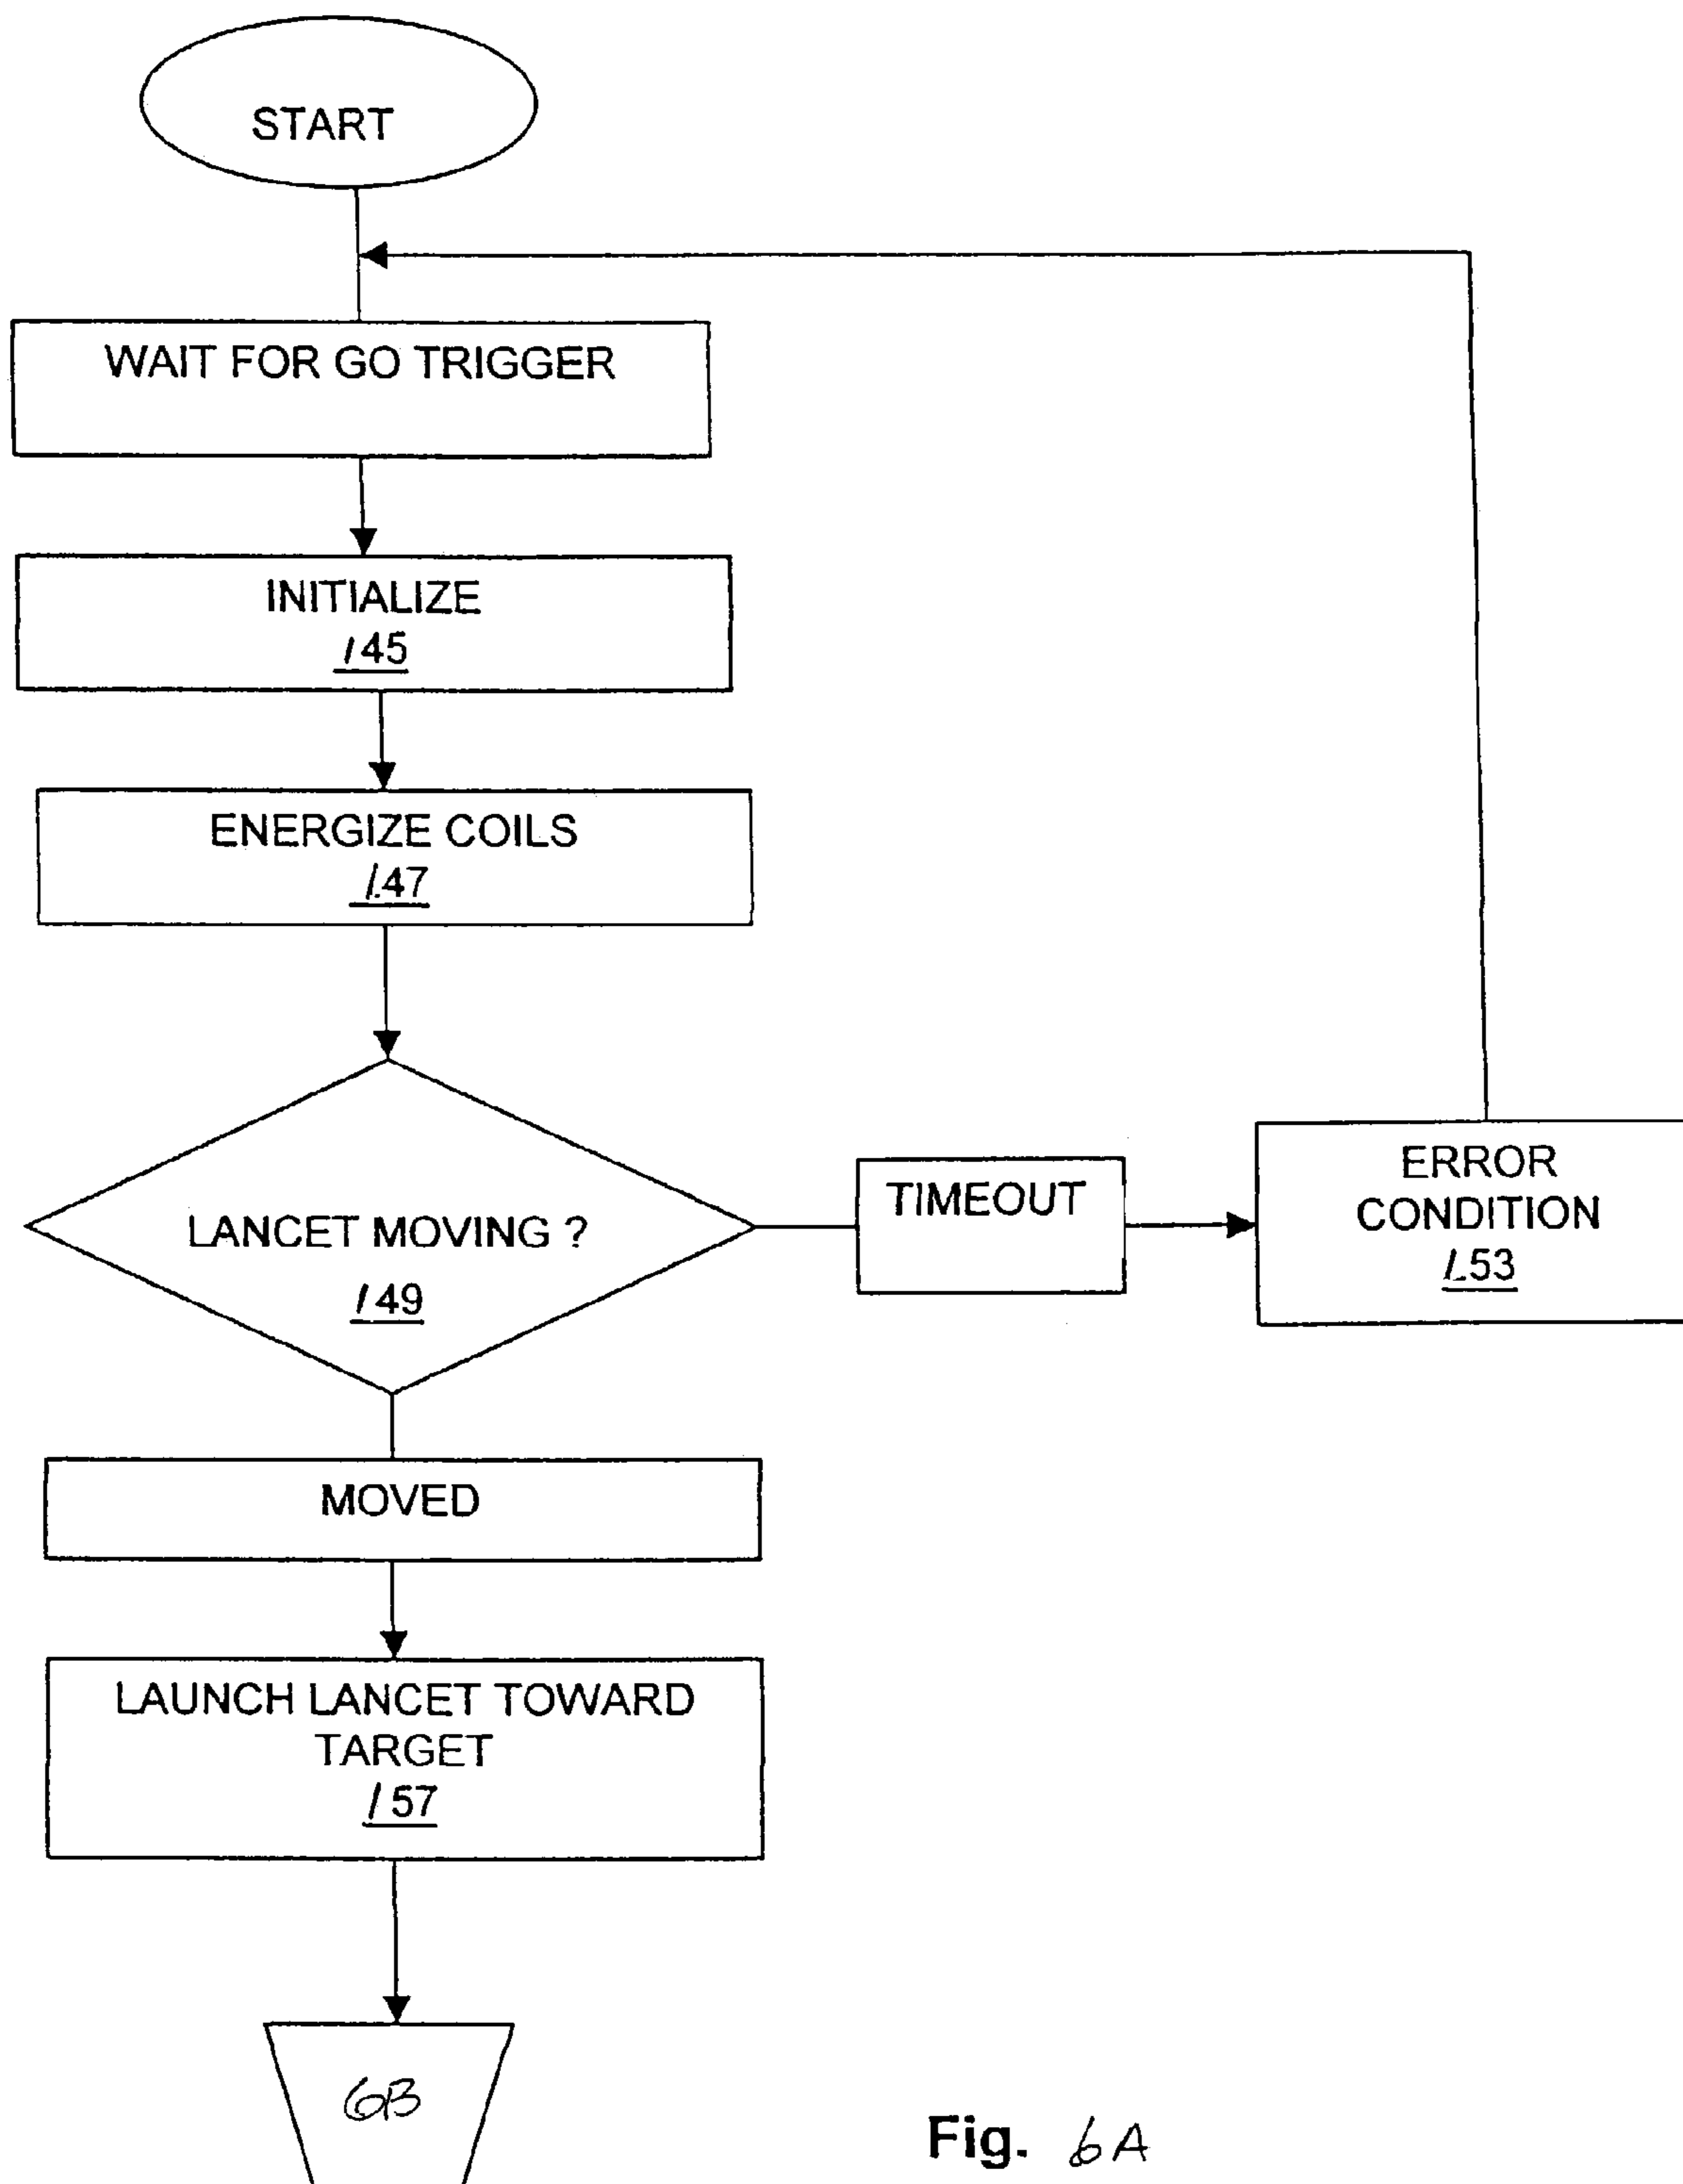 START
WAIT FOR GO TRIGGER
INITIALIZE
145
ENERGIZE COILS
147
LANCET MOVING ?
149
TIMEOUT
ERROR
CONDITION
153
MOVED
LAUNCH LANCET TOWARD
TARGET
157
6B
Fig. 6A